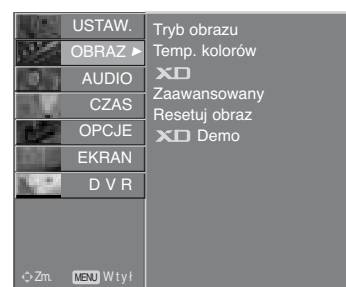 USTAW.
OBRAZ ►
AUDIO
CZAS
OPCJE
EKRAN
D V R
Tryb obrazu
Temp. kolorów
XD
Zaawansowany
Resetuj obraz
XD Demo
Zm. MENU Wtył